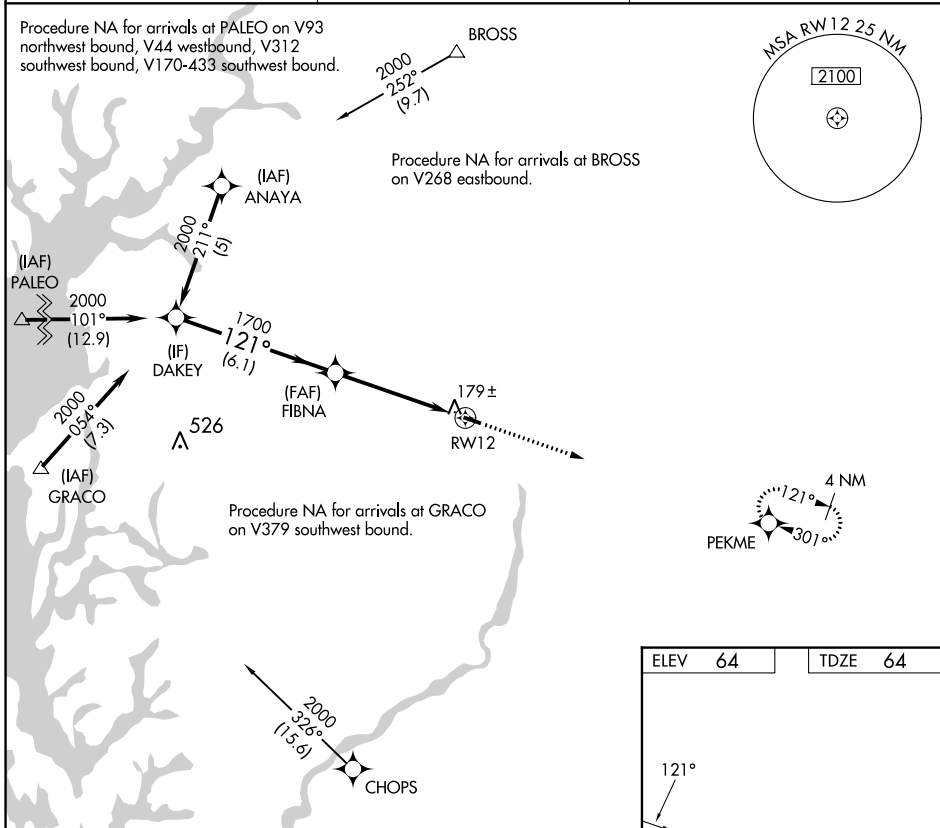 Procedure NA for arrivals at PALEO on V93
northwest bound, V44 westbound, V312
southwest bound, V170-433 southwest bound.
BROSS
2000
252°
(9.7)
MSA RW12 25 NM
2100
Procedure NA for arrivals at BROSS
on V268 eastbound.
(IAF)
ANAYA
2000
211°
(5)
(IAF)
PALEO
2000
101°
(12.9)
(IF)
DAKEY
1700
121°
(6.1)
(FAF)
FIBNA
179±
RW12
2000
054°
(7.3)
(IAF)
GRACO
526
Procedure NA for arrivals at GRACO
on V379 southwest bound.
4 NM
121°
301°
PEKME
2000
326°
(15.6)
CHOPS
ELEV 64
TDZE 64
121°